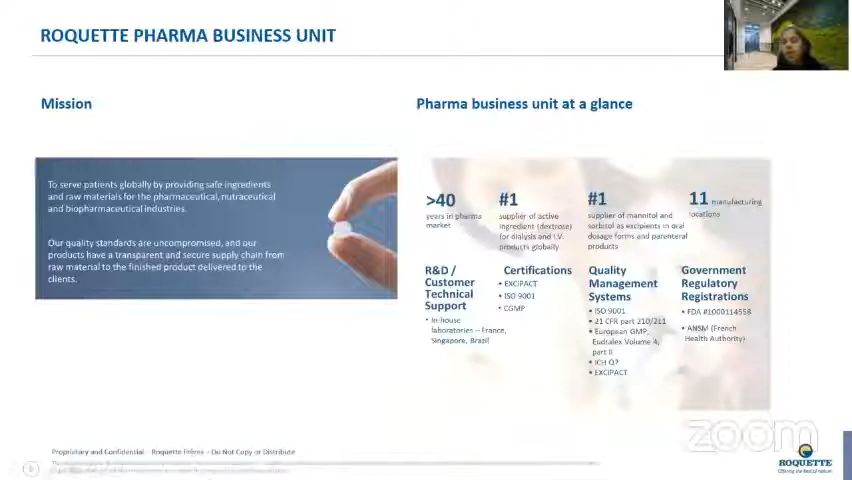 ROQUETTE PHARMA BUSINESS UNIT
Mission
To serve patients globally by providing safe ingredients
and raw materials for the pharmaceutical, nutraceutical
and biopharmaceutical industries.
Our quality standards are uncompromised, and our
products have a transparent and secure supply chain from
raw material to the finished product delivered to the
clients.
Pharma business unit at a glance
>40
years in pharma
market
#1
supplier of active
ingredient (dextrose)
for dialysis and I.V.
products globally
#1
supplier of mannitol and
sorbitol as excipients in oral
dosage forms and parenteral
products
11 manufacturing
locations
R&D /
Customer
Technical
Support
• In-house
laboratories – France,
Singapore, Brazil
Certifications
• EXCiPACT
• ISO 9001
• CGMP
Quality
Management
Systems
• ISO 9001
• 21 CFR part 210/211
• European GMP,
Eudralex Volume 4,
part II
• ICH Q7
• EXCiPACT
Government
Regulatory
Registrations
• FDA #1000114558
• ANSM (French
Health Authority)
zoom
Proprietary and Confidential – Roquette Frères – Do Not Copy or Distribute
ROQUETTE
Offering the best of nature